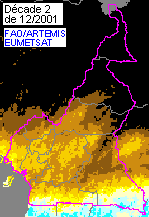 Décade 2
de 12/2001
FAO/ARTEMIS
EUMETSAT